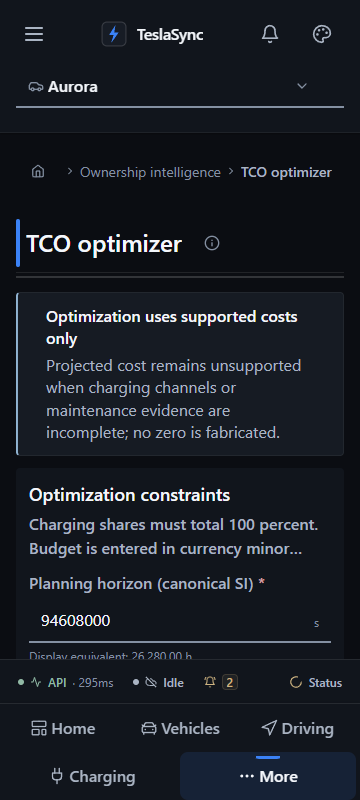 TeslaSync
Aurora
Ownership intelligence
TCO optimizer
TCO optimizer
Optimization uses supported costs
only
Projected cost remains unsupported
when charging channels or
maintenance evidence are
incomplete; no zero is fabricated.
Optimization constraints
Charging shares must total 100 percent.
Budget is entered in currency minor...
Planning horizon (canonical SI) *
94608000 s
Display equivalent: 26,280.00 h
API · 295ms Idle 2 Status
Home Vehicles Driving
Charging More